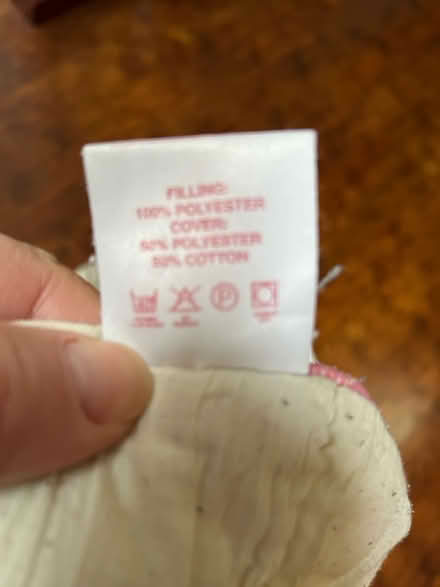 FILLING:
100% POLYESTER
COVER:
50% POLYESTER
50% COTTON
P